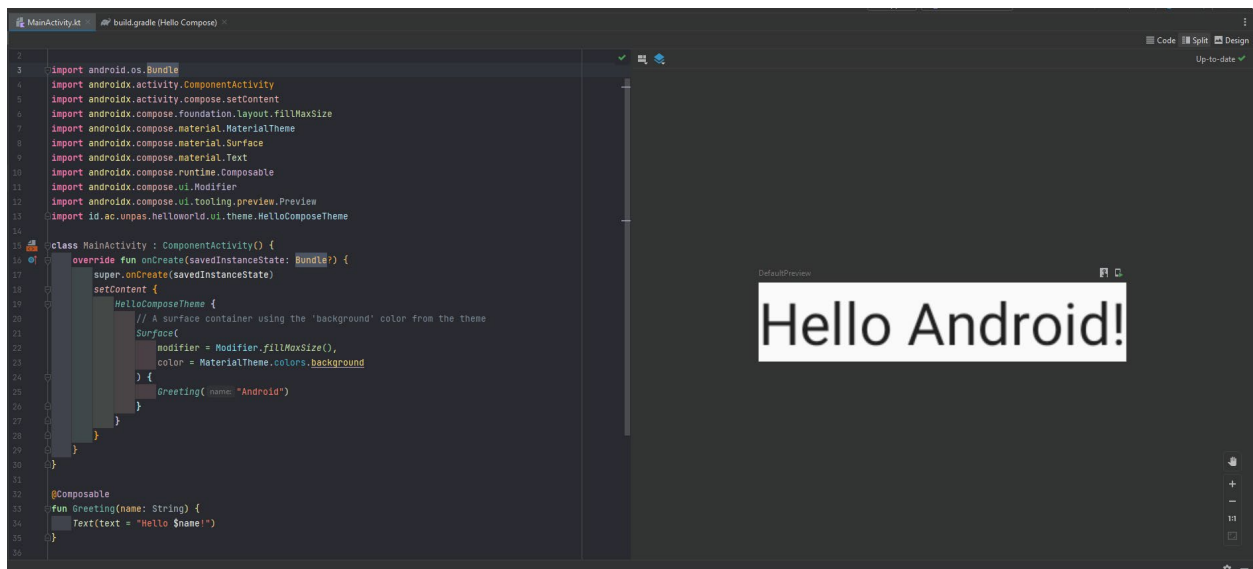 MainActivity.kt
build.gradle (Hello Compose)
Code Split Design
Up-to-date
2
3 import android.os.Bundle
4 import androidx.activity.ComponentActivity
5 import androidx.activity.compose.setContent
6 import androidx.compose.foundation.layout.fillMaxSize
7 import androidx.compose.material.MaterialTheme
8 import androidx.compose.material.Surface
9 import androidx.compose.material.Text
10 import androidx.compose.runtime.Composable
11 import androidx.compose.ui.Modifier
12 import androidx.compose.ui.tooling.preview.Preview
13 import id.ac.unpas.helloworld.ui.theme.HelloComposeTheme
14
15 class MainActivity : ComponentActivity() {
16 override fun onCreate(savedInstanceState: Bundle?) {
17 super.onCreate(savedInstanceState)
18 setContent {
19 HelloComposeTheme {
20 // A surface container using the 'background' color from the theme
21 Surface(
22 modifier = Modifier.fillMaxSize(),
23 color = MaterialTheme.colors.background
24 ) {
25 Greeting( name: "Android")
26 }
27 }
28 }
29 }
30 }
31
32 @Composable
33 fun Greeting(name: String) {
34 Text(text = "Hello $name!")
35 }
36
DefaultPreview
Hello Android!
1:1